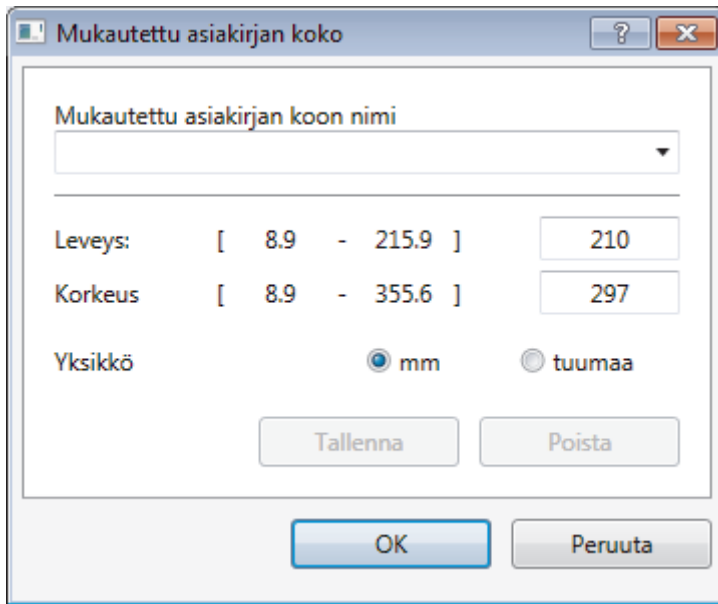 Mukautettu asiakirjan koko
Mukautettu asiakirjan koon nimi
Leveys: [ 8.9 - 215.9 ] 210
Korkeus [ 8.9 - 355.6 ] 297
Yksikkö mm tuumaa
Tallenna Poista
OK Peruuta